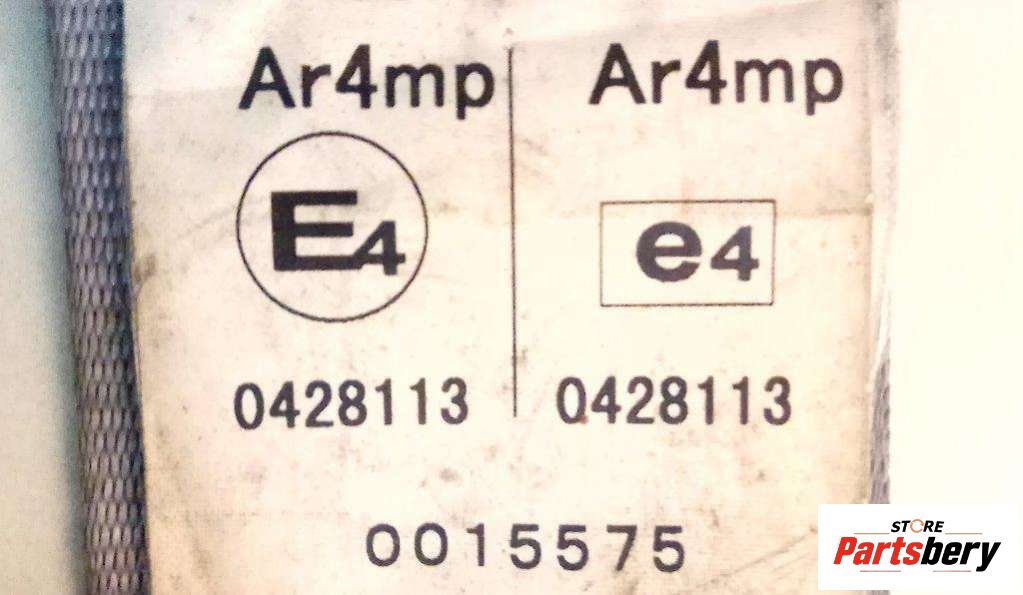 Ar4mp Ar4mp
E4 e4
0428113 0428113
0015575
STORE
Partsbery